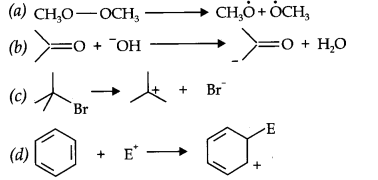 (a) CH₃O—OCH₃ ⟶ CH₃Ȯ + ȮCH₃
(b) =O + ⁻OH ⟶ ⁻ =O + H₂O
(c) Br ⟶ + + Br⁻
(d) + E⁺ ⟶ E +